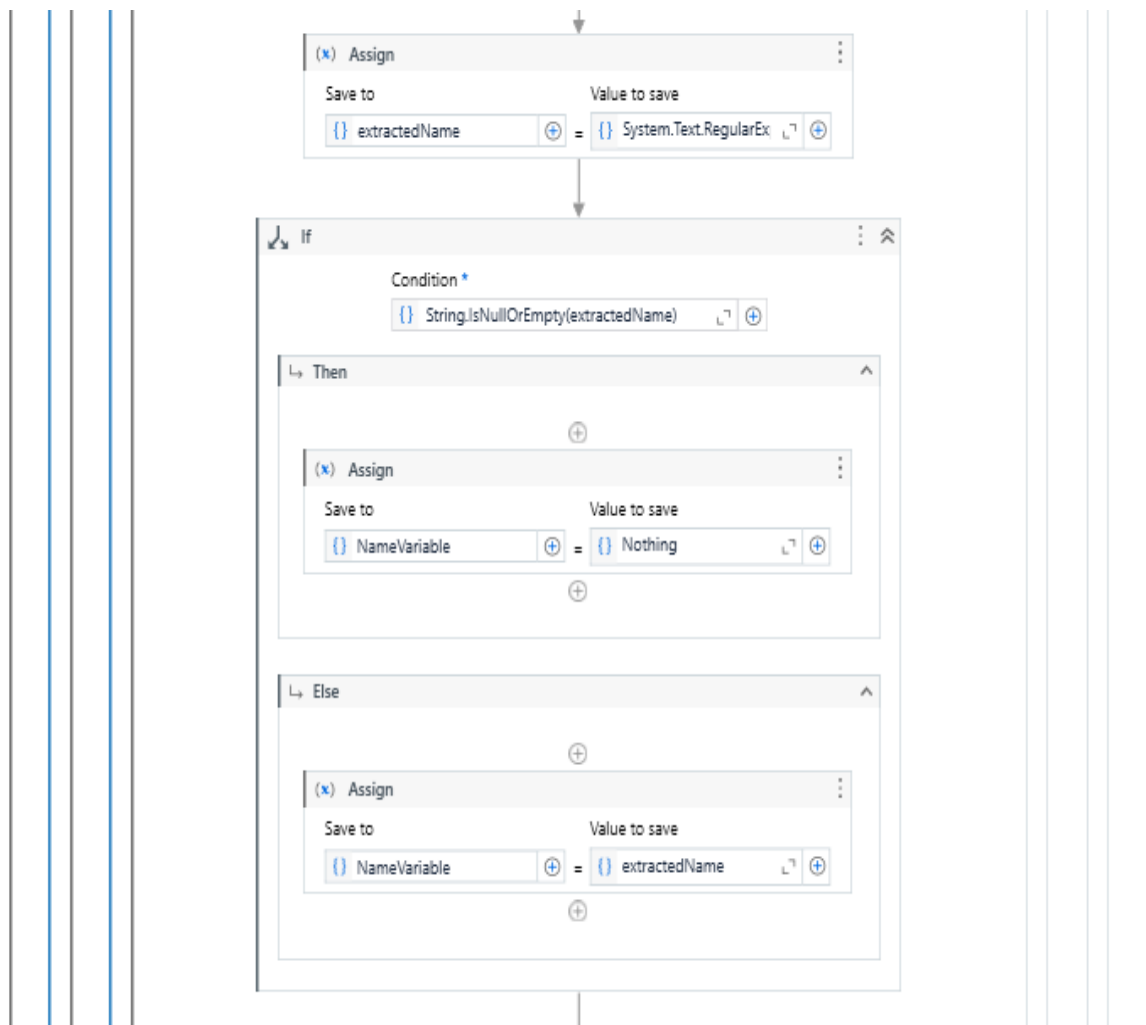 (x) Assign
Save to Value to save
{} extractedName = {} System.Text.RegularEx
If
Condition *
{} String.IsNullOrEmpty(extractedName)
Then
(x) Assign
Save to Value to save
{} NameVariable = {} Nothing
Else
(x) Assign
Save to Value to save
{} NameVariable = {} extractedName